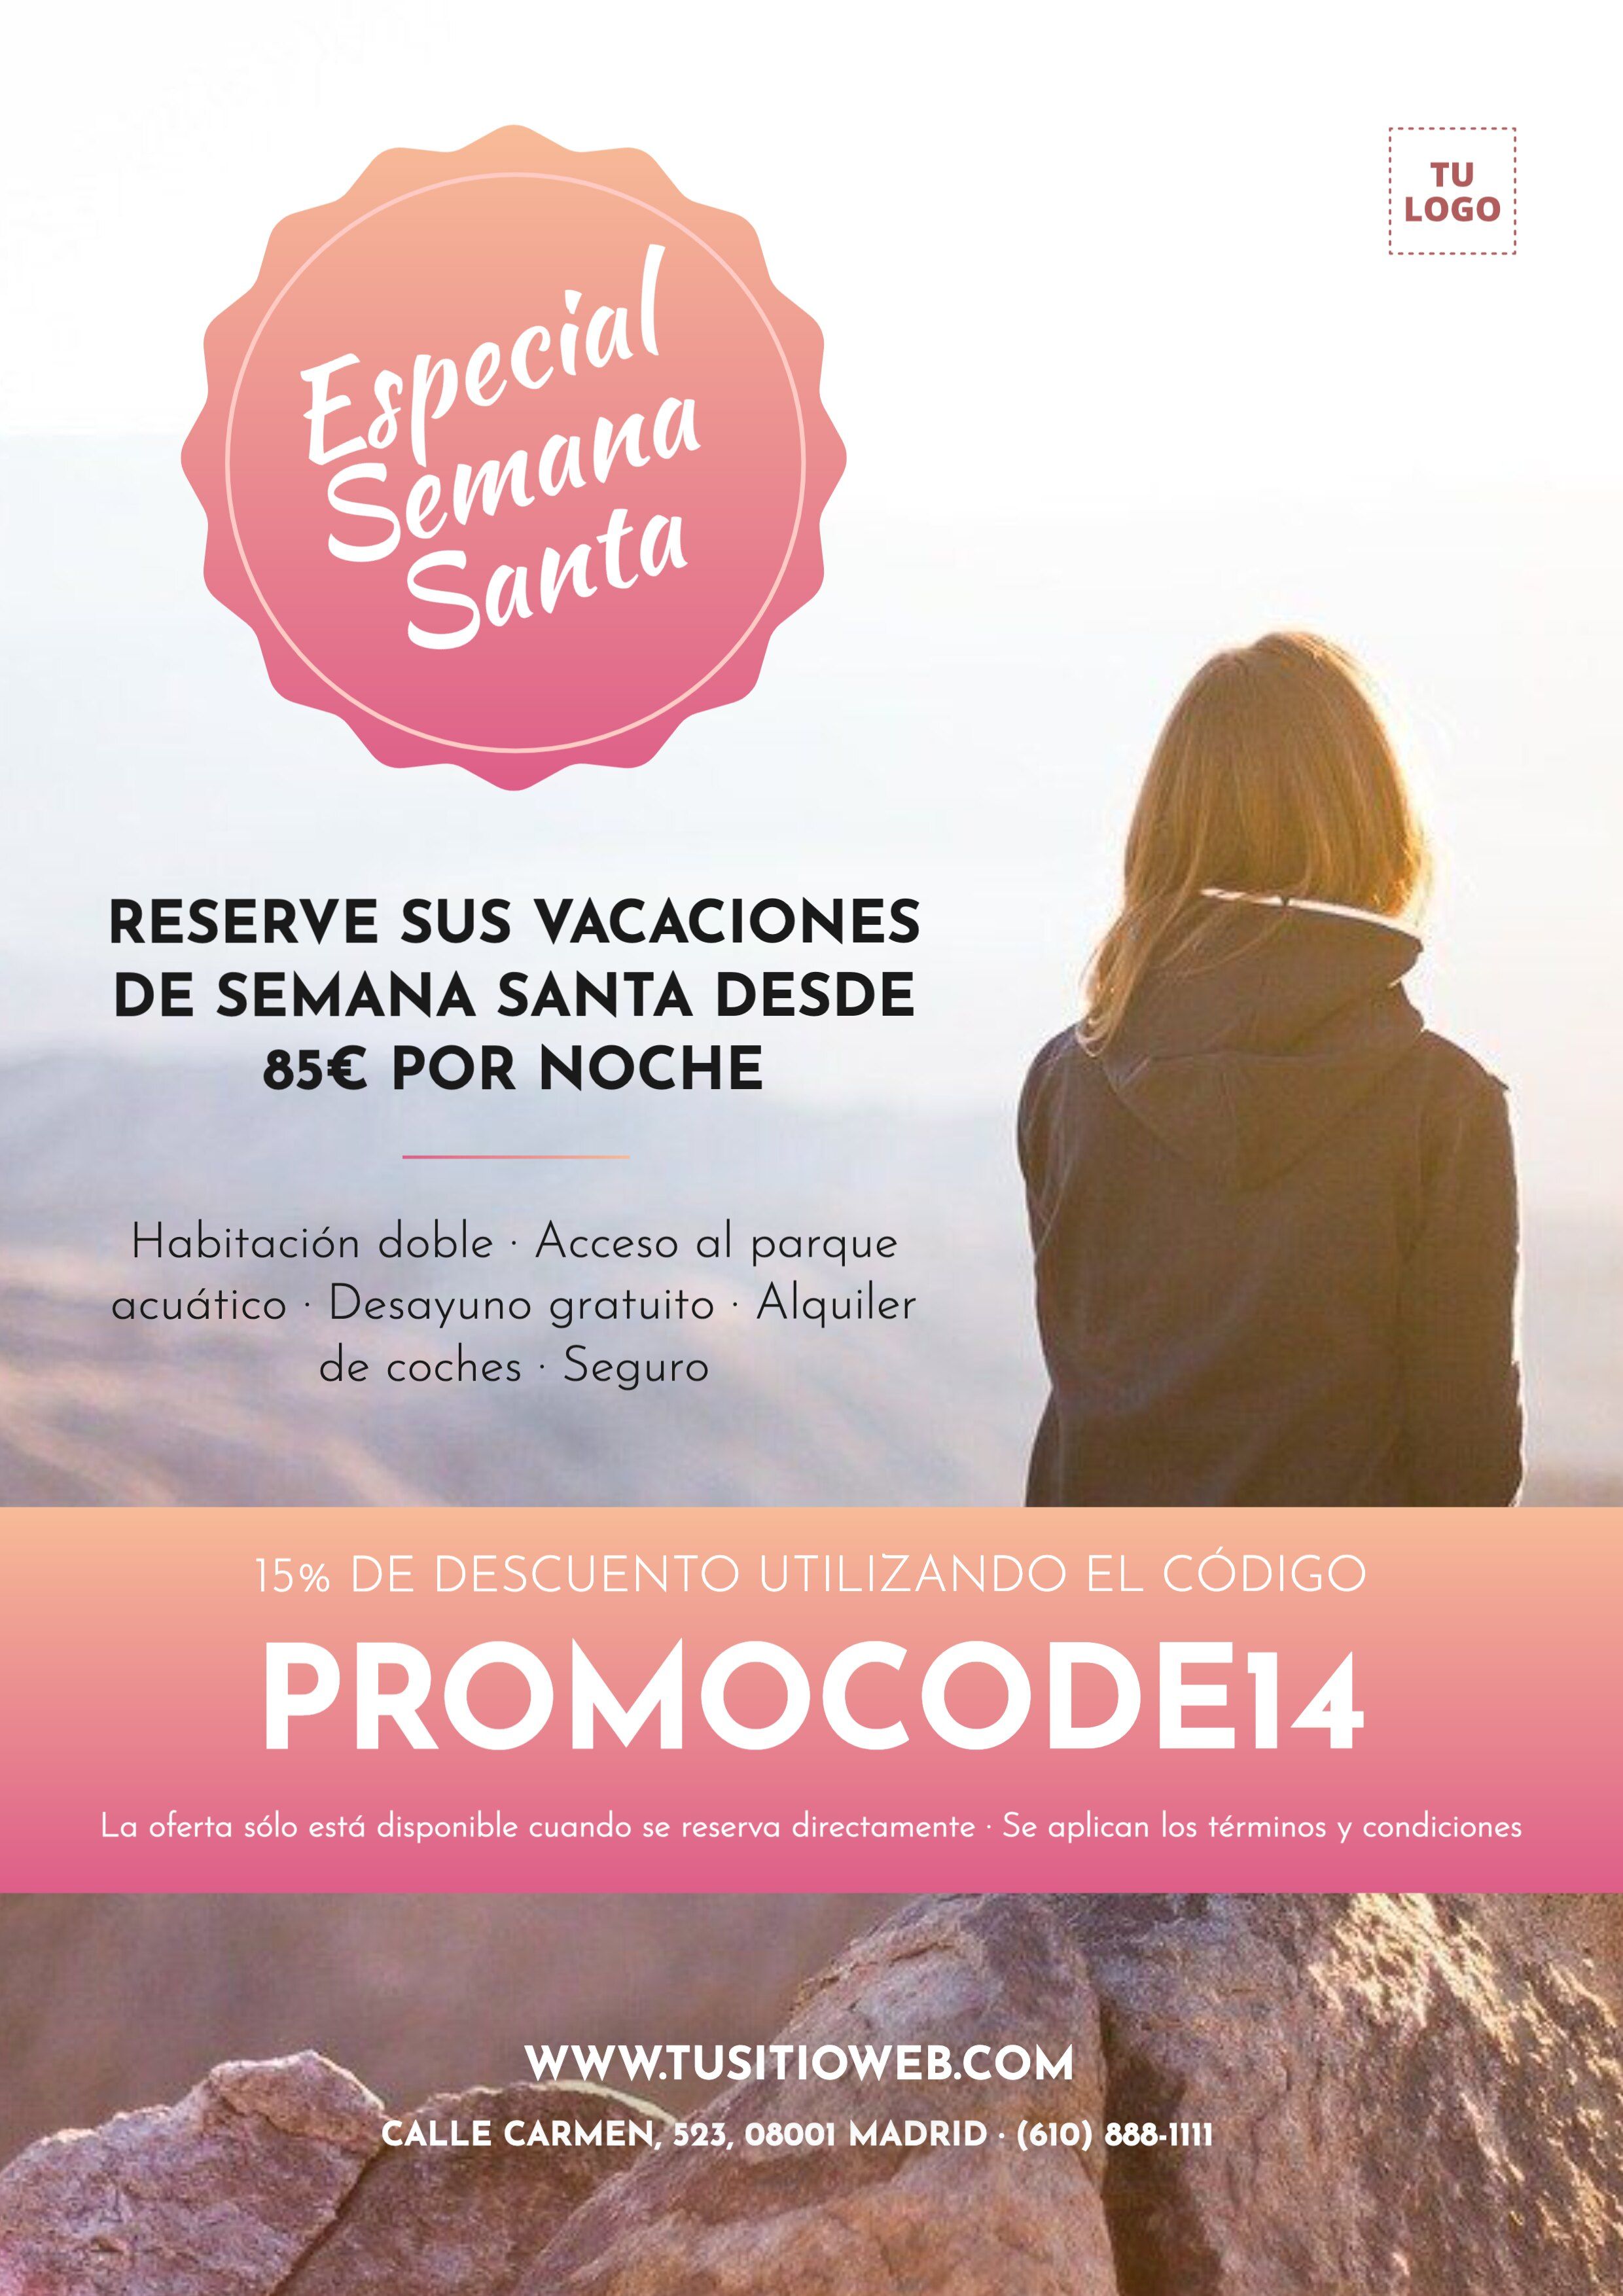 Especial
Semana
Santa
TU
LOGO
RESERVE SUS VACACIONES
DE SEMANA SANTA DESDE
85€ POR NOCHE
Habitación doble · Acceso al parque
acuático · Desayuno gratuito · Alquiler
de coches · Seguro
15% DE DESCUENTO UTILIZANDO EL CÓDIGO
PROMOCODE14
La oferta sólo está disponible cuando se reserva directamente · Se aplican los términos y condiciones
WWW.TUSITIOWEB.COM
CALLE CARMEN, 523, 08001 MADRID · (610) 888-1111